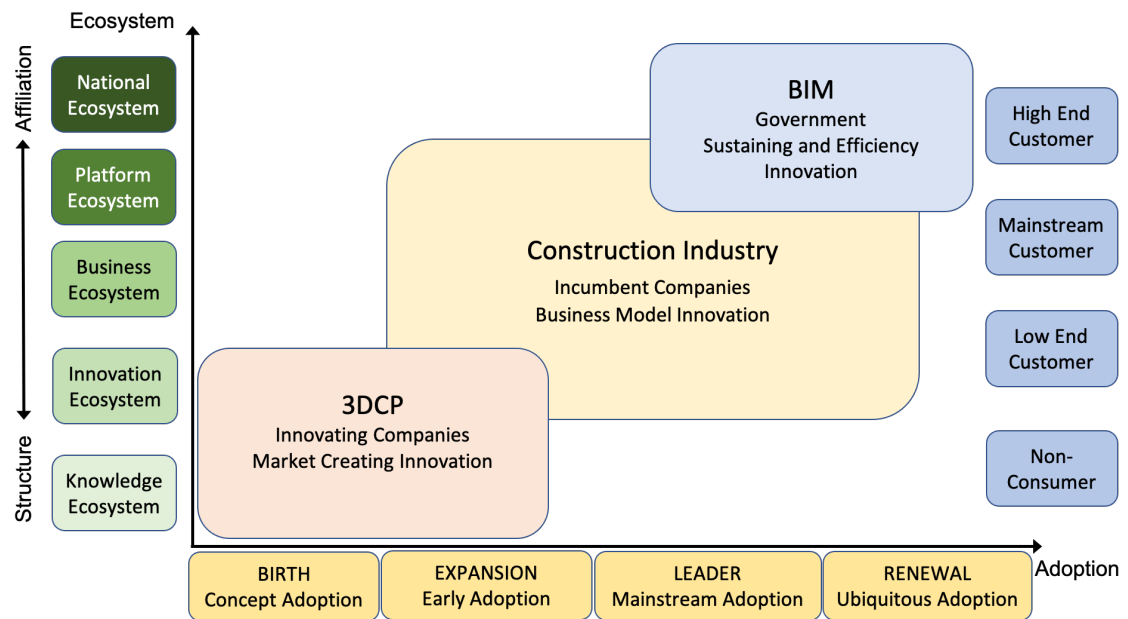 Ecosystem
Affiliation
Structure
National
Ecosystem
Platform
Ecosystem
Business
Ecosystem
Innovation
Ecosystem
Knowledge
Ecosystem
BIM
Government
Sustaining and Efficiency
Innovation
Construction Industry
Incumbent Companies
Business Model Innovation
3DCP
Innovating Companies
Market Creating Innovation
High End
Customer
Mainstream
Customer
Low End
Customer
Non-
Consumer
BIRTH
Concept Adoption
EXPANSION
Early Adoption
LEADER
Mainstream Adoption
RENEWAL
Ubiquitous Adoption
Adoption